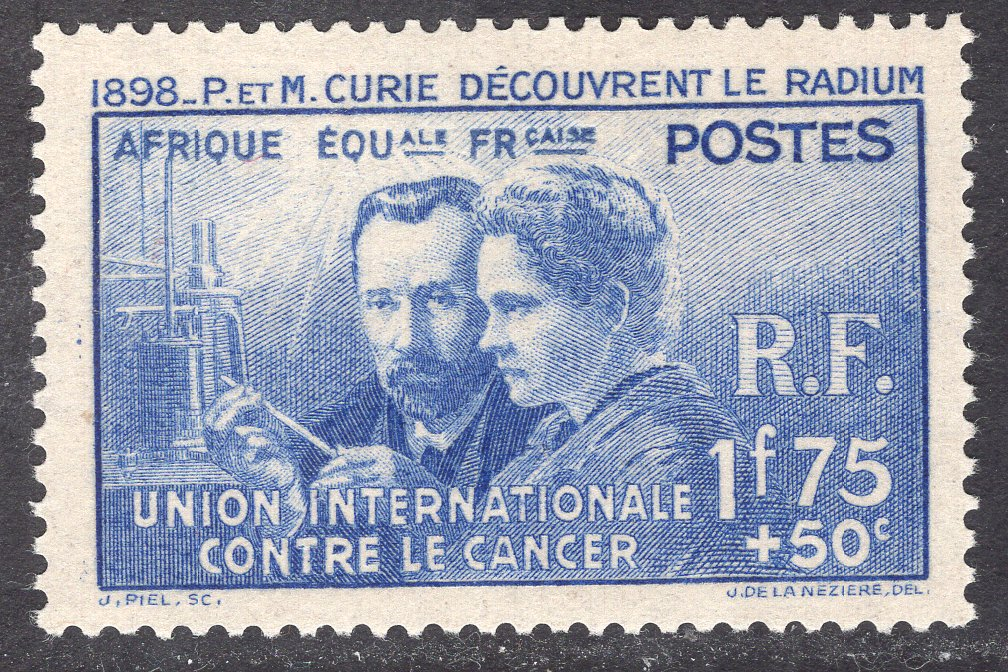 1898_P. ET M. CURIE DÉCOUVRENT LE RADIUM
AFRIQUE ÉQUALE FRÇAISE POSTES
R.F.
1f75
+50c
UNION INTERNATIONALE
CONTRE LE CANCER
J. PIEL. SC. J. DE LA NEZIERE, DEL.